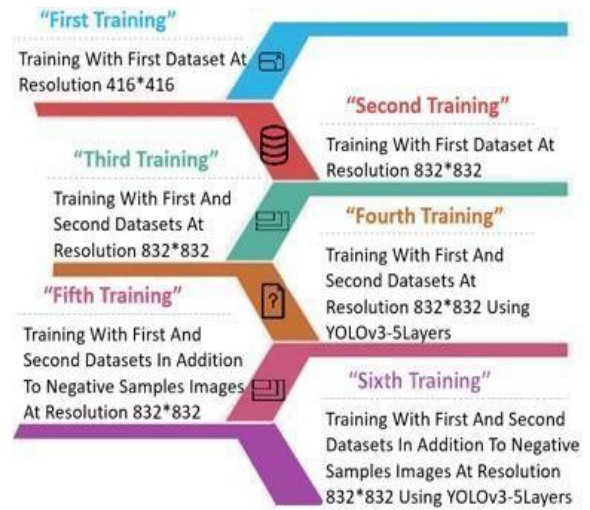 “First Training”
Training With First Dataset At
Resolution 416*416
“Second Training”
Training With First Dataset At
Resolution 832*832
“Third Training”
Training With First And
Second Datasets At
Resolution 832*832
“Fourth Training”
Training With First And
Second Datasets At
Resolution 832*832 Using
YOLOv3-5Layers
“Fifth Training”
Training With First And
Second Datasets In Addition
To Negative Samples Images
At Resolution 832*832
“Sixth Training”
Training With First And Second
Datasets In Addition To Negative
Samples Images At Resolution
832*832 Using YOLOv3-5Layers